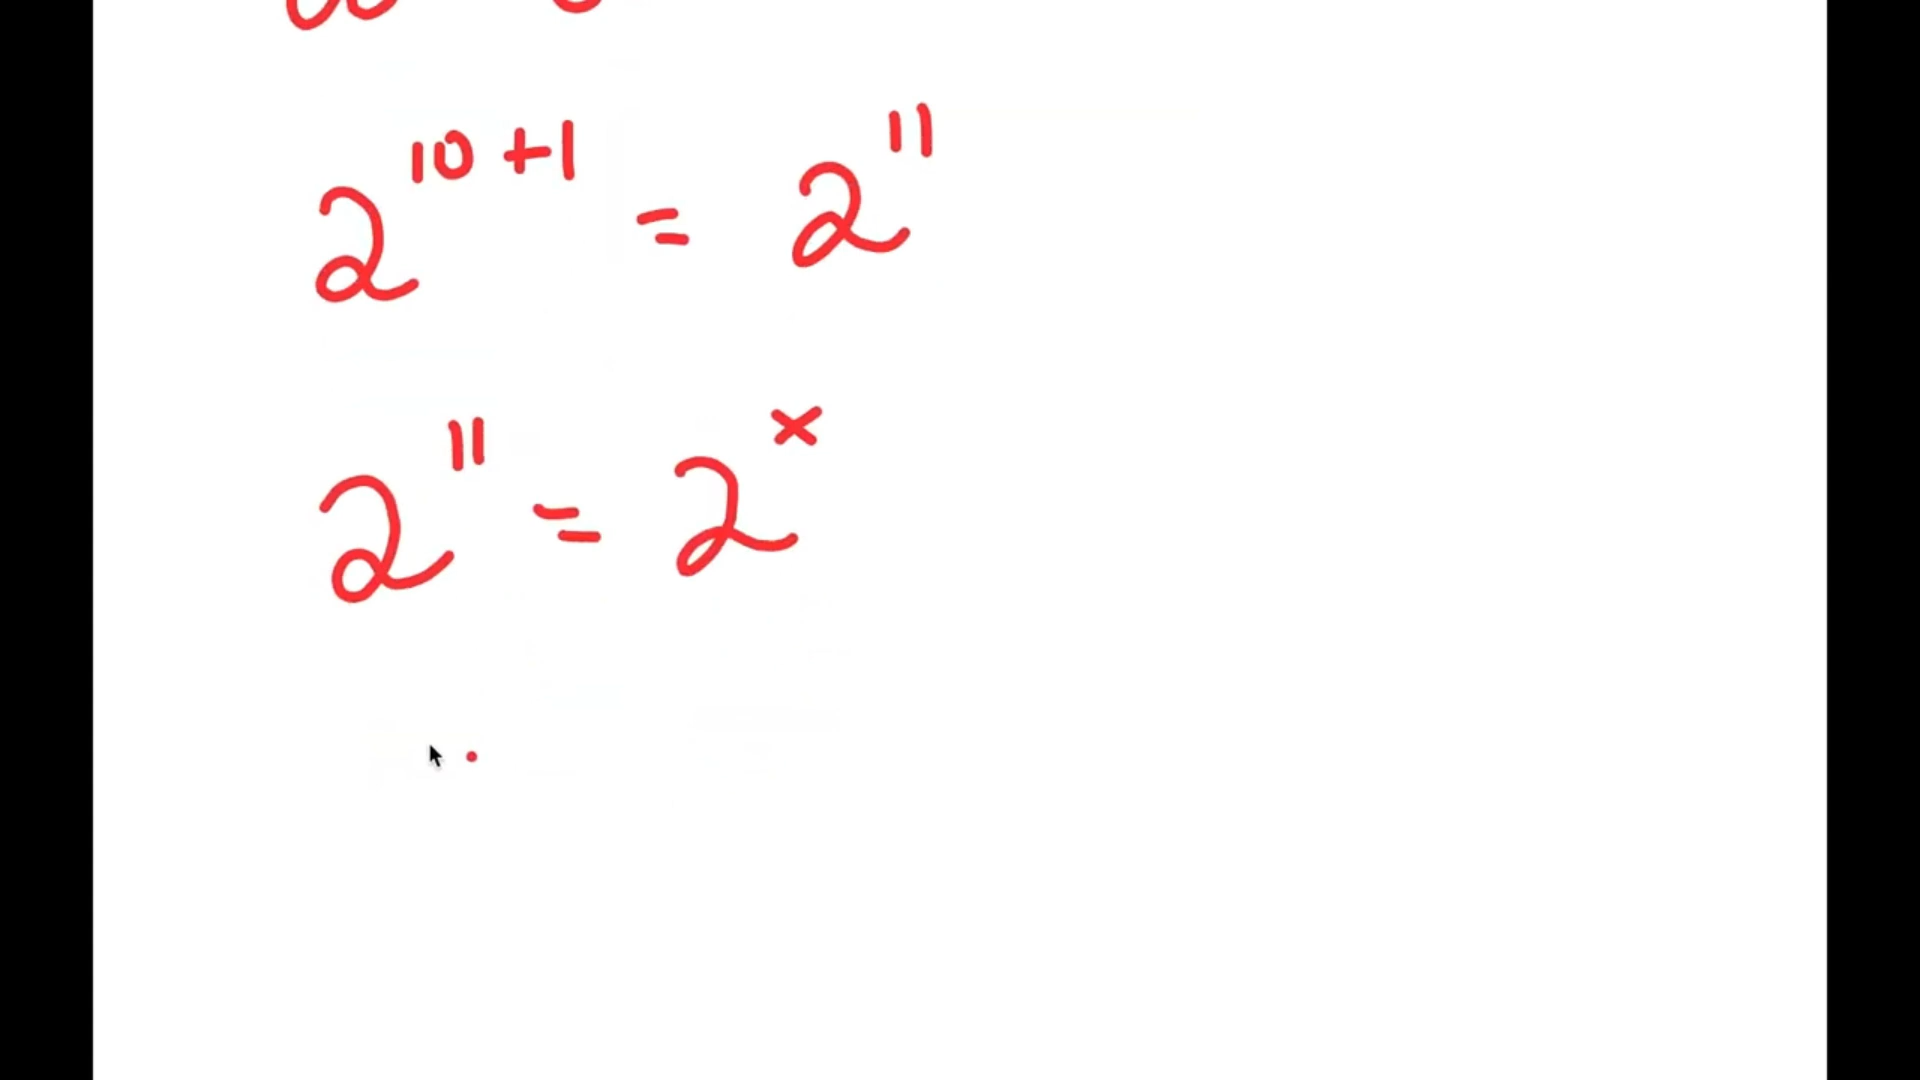 2^{10+1} = 2^{11}
2^{11} = 2^x